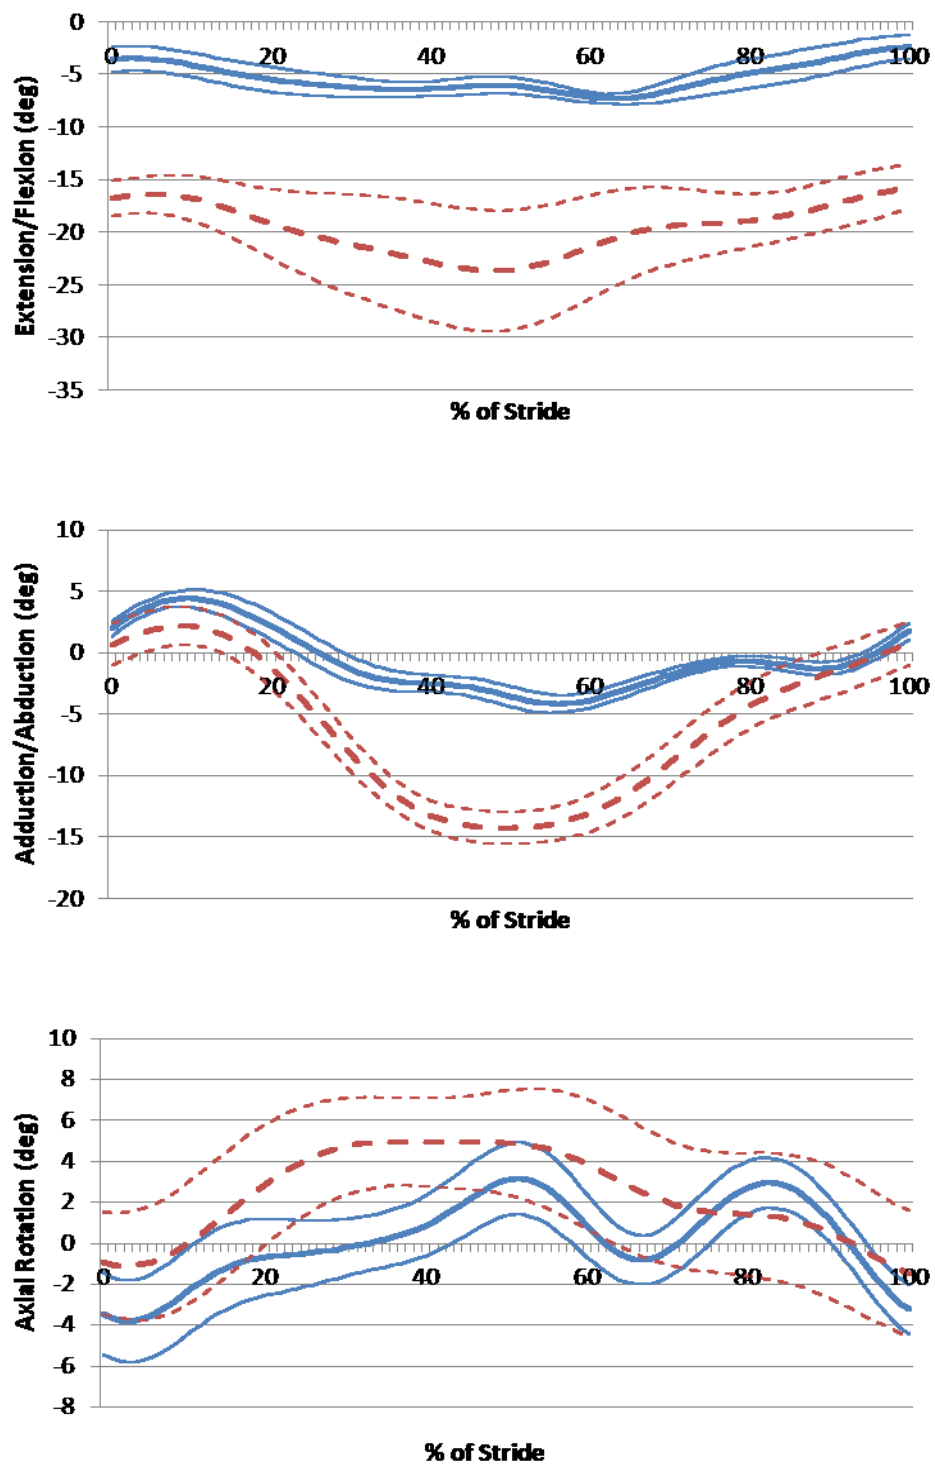 Extension/Flexion (deg)
0
-5
-10
-15
-20
-25
-30
-35
0 20 40 60 80 100
% of Stride
Adduction/Abduction (deg)
10
5
0
-5
-10
-15
-20
0 20 40 60 80 100
% of Stride
Axial Rotation (deg)
10
8
6
4
2
0
-2
-4
-6
-8
0 20 40 60 80 100
% of Stride